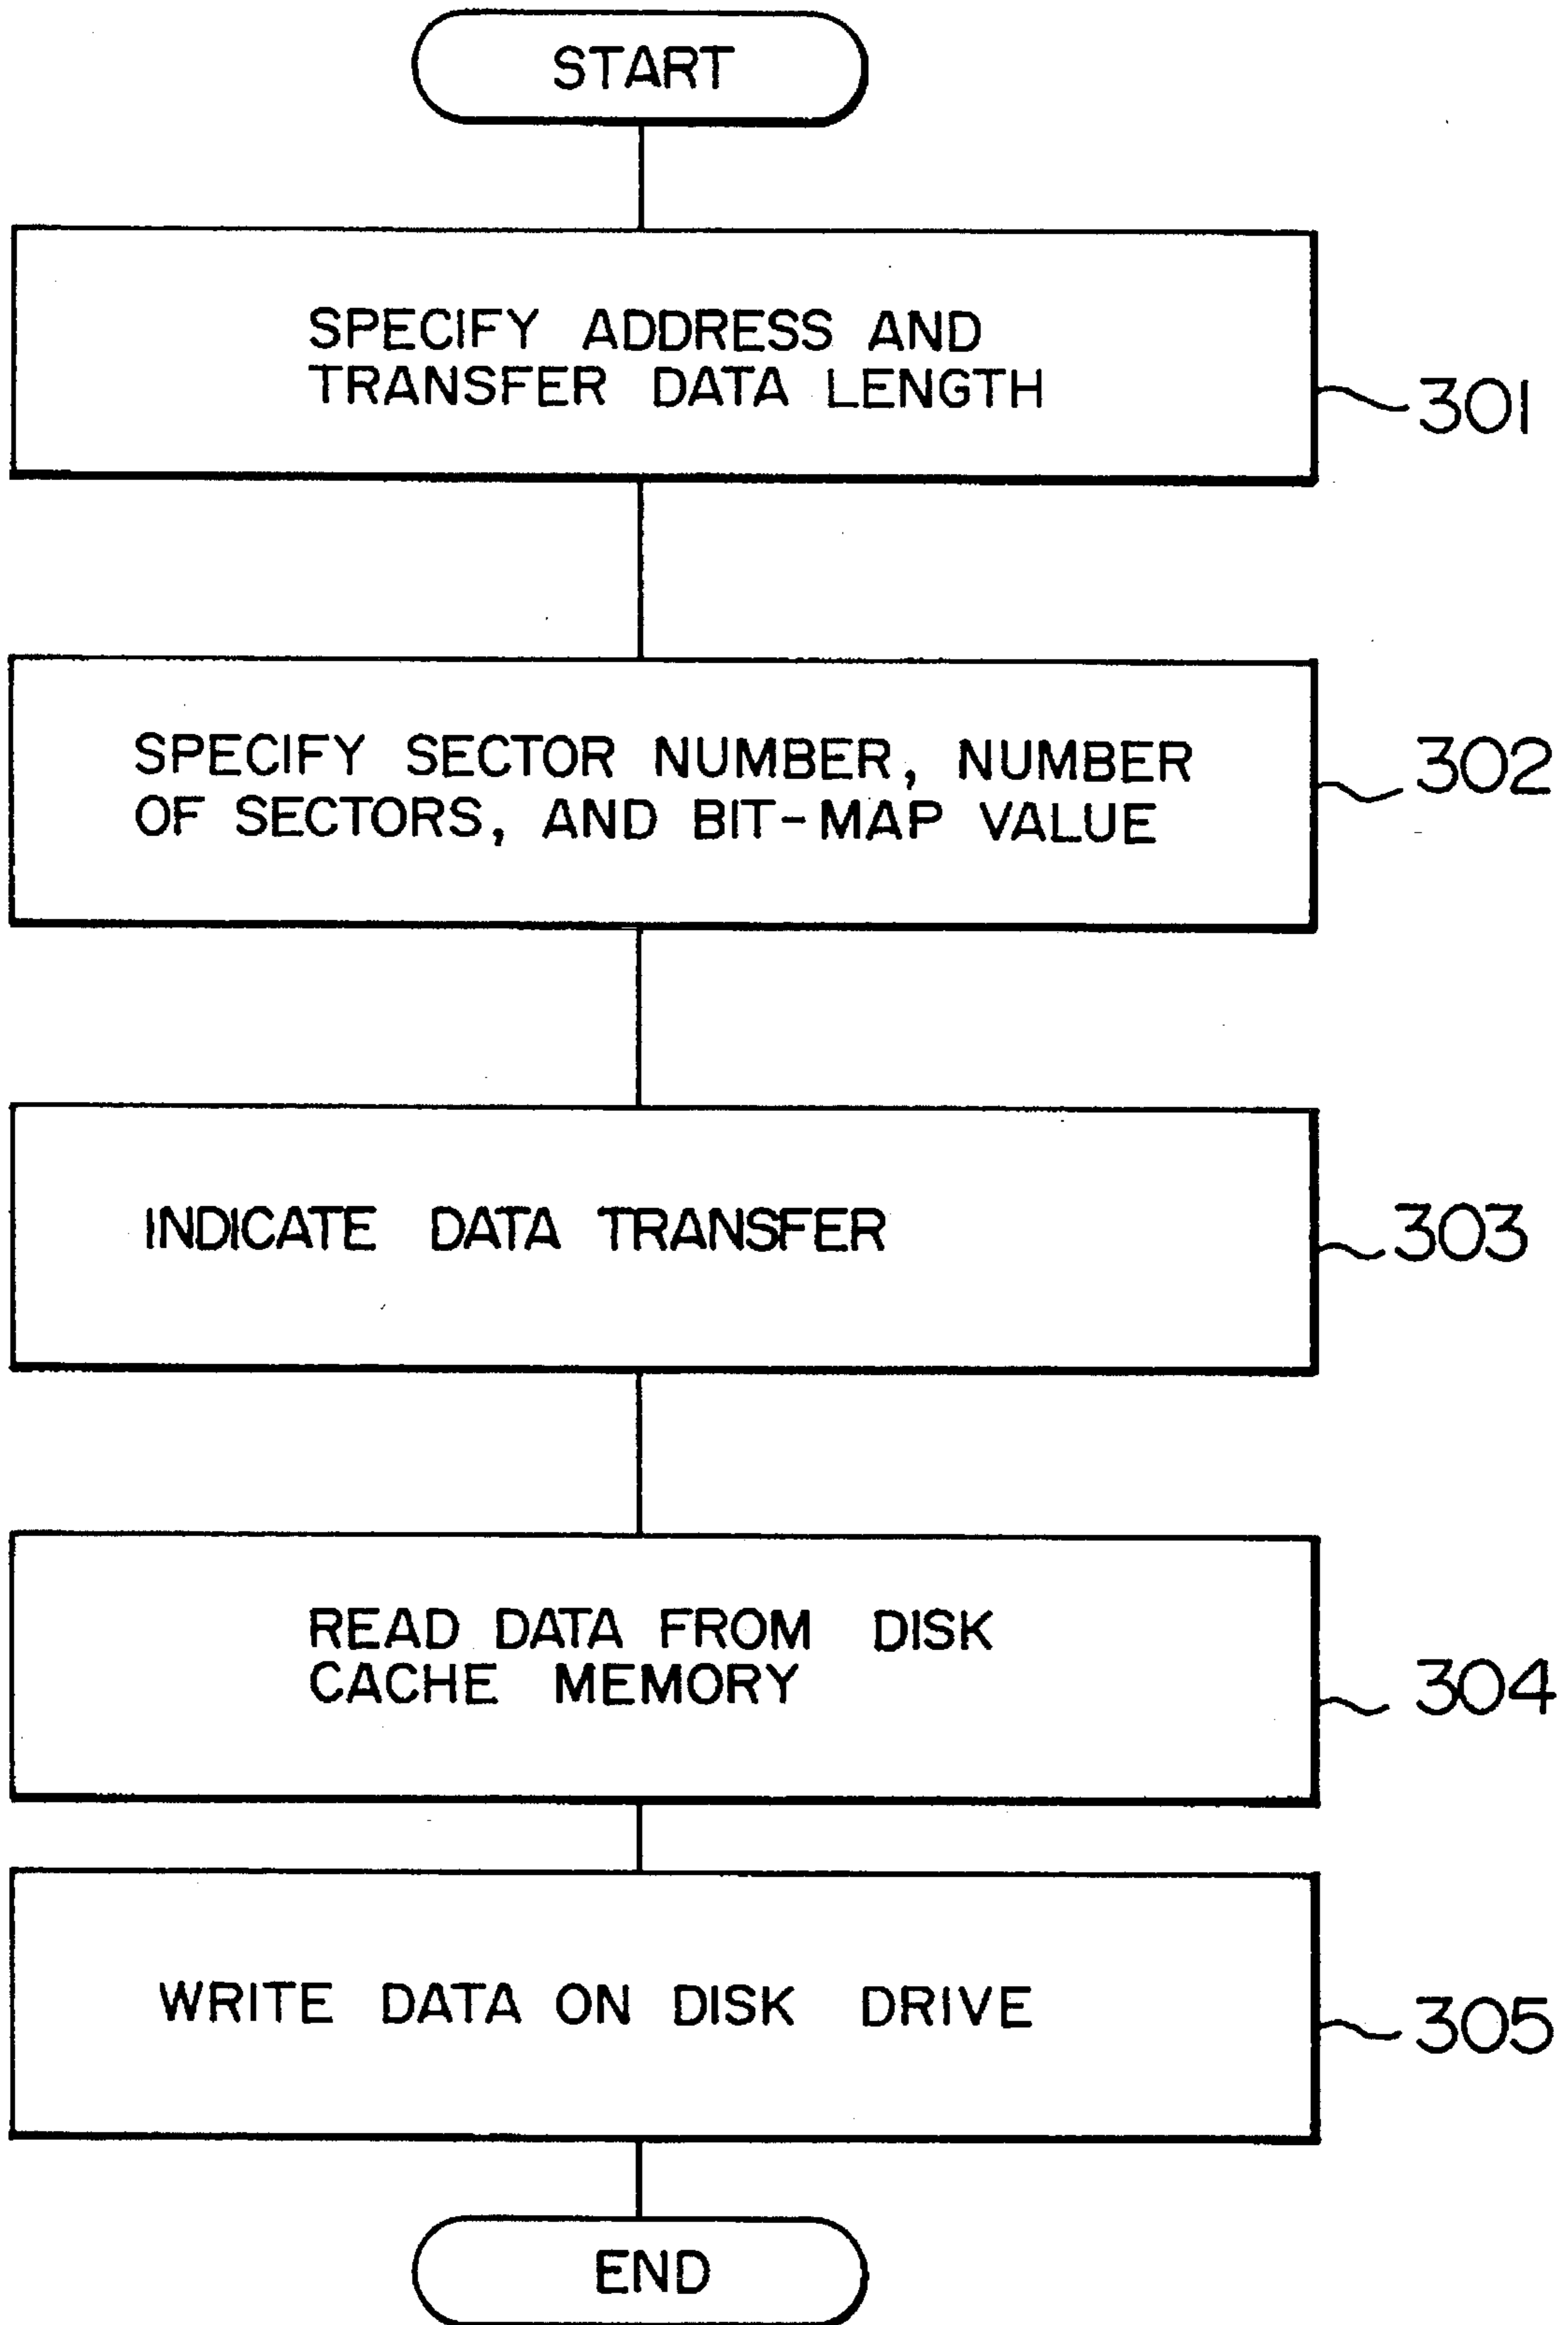 START
SPECIFY ADDRESS AND
TRANSFER DATA LENGTH
301
SPECIFY SECTOR NUMBER, NUMBER
OF SECTORS, AND BIT-MAP VALUE
302
INDICATE DATA TRANSFER
303
READ DATA FROM DISK
CACHE MEMORY
304
WRITE DATA ON DISK DRIVE
305
END